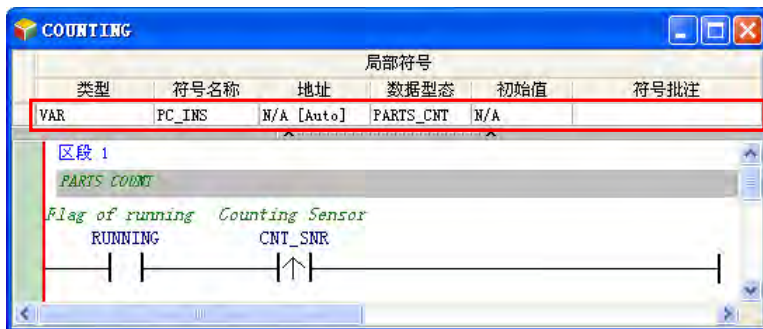 COUNTING
局部符号
类型 符号名称 地址 数据型态 初始值 符号批注
VAR PC_INS N/A [Auto] PARTS_CNT N/A
区段 1
PARTS COUNT
Flag of running Counting Sensor
RUNNING CNT_SNR